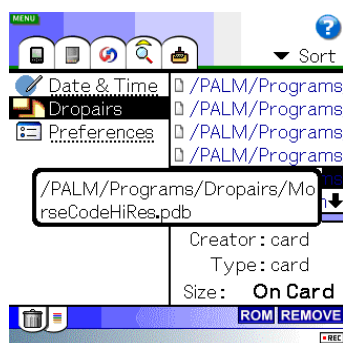 MENU
Sort
Date & Time
/PALM/Programs
Dropairs
/PALM/Programs
Preferences
/PALM/Programs
/PALM/Programs
/PALM/Programs/Dropairs/Mo
rseCodeHiRes.pdb
Creator: card
Type: card
Size: On Card
ROM REMOVE
REC